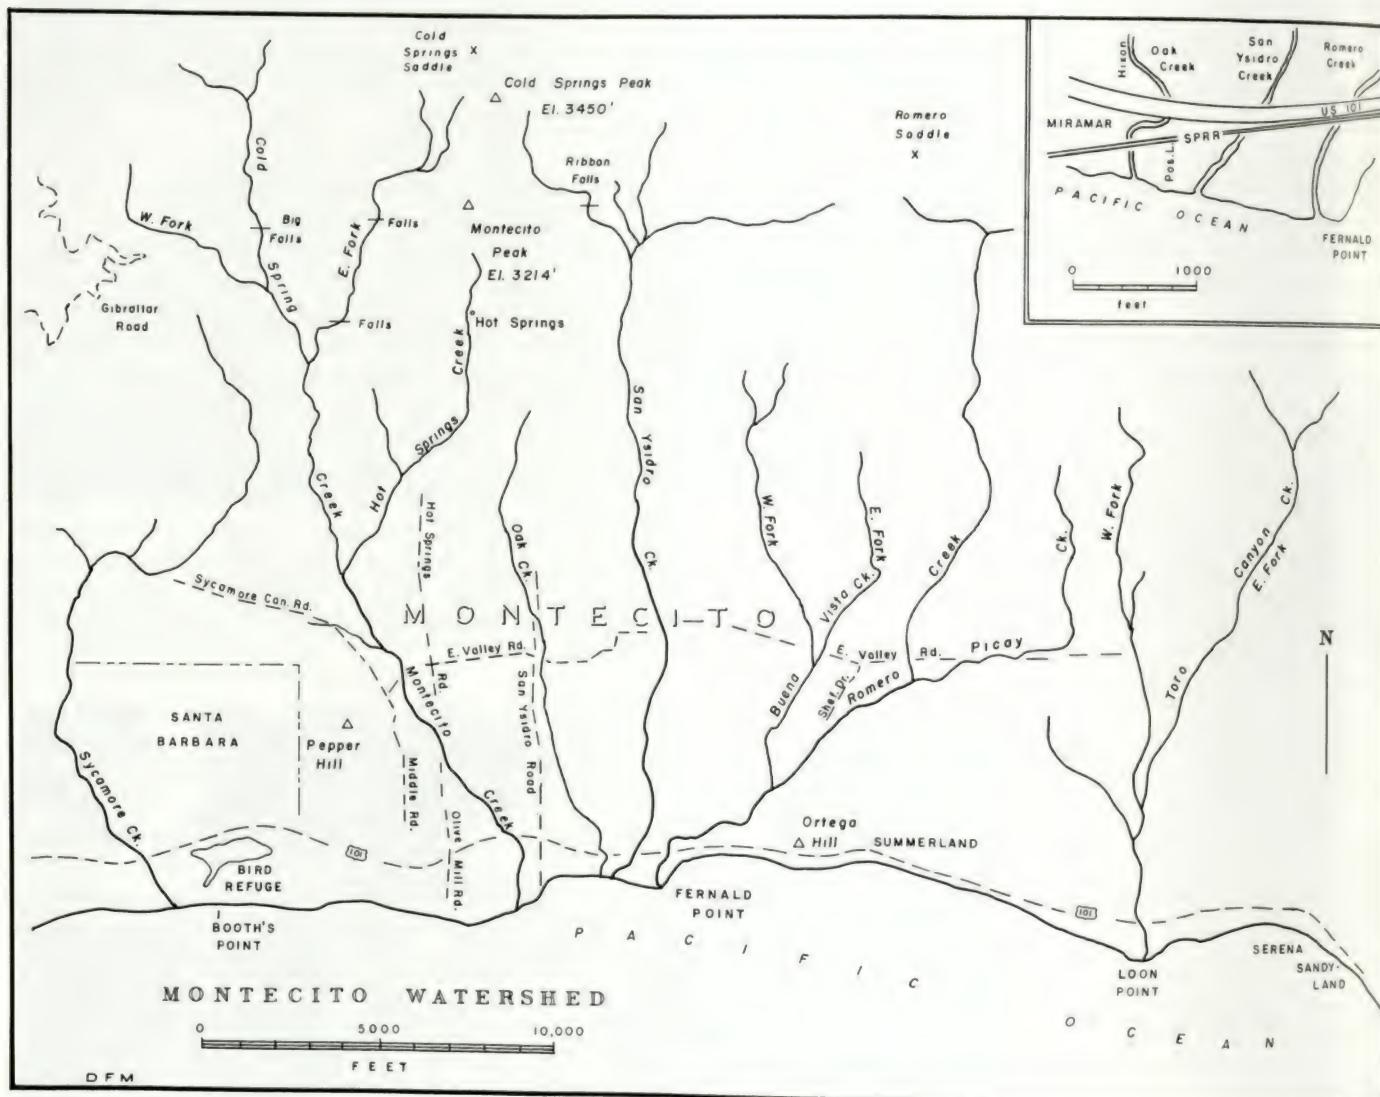 Cold
Springs
Saddle
X
Cold Springs Peak
El. 3450'
Romero
Saddle
X
Ribbon
Falls
Cold
W. Fork
Big
Falls
E. Fork
Falls
Montecito
Peak
El. 3214'
Spring
Gibraltar
Road
Falls
Hot Springs
Creek
Springs
Hot
Creek
San
Ysidro
Ck.
W. Fork
E. Fork
Vista Ck.
Buena
Creek
Ck.
W. Fork
Canyon Ck.
E. Fork
Hot Springs
Rd.
Oak Ck.
Sycamore Can. Rd.
MONTECITO
E. Valley Rd.
E. Valley Rd.
Picay
Shef. Dr.
Romero
Toro
N
SANTA
BARBARA
Pepper
Hill
Montecito
Creek
San Ysidro Road
Middle Rd.
Olive Mill Rd.
Sycamore Ck.
101
BIRD
REFUGE
Ortega
Hill
SUMMERLAND
FERNALD
POINT
101
BOOTH'S
POINT
PACIFIC
OCEAN
LOON
POINT
SERENA
SANDY-
LAND
MONTECITO WATERSHED
0 5000 10,000
FEET
DFM
Hixon
Oak
Creek
San
Ysidro
Creek
Romero
Creek
US 101
MIRAMAR
SPRR
Pos. L.
PACIFIC OCEAN
FERNALD
POINT
0 1000
feet